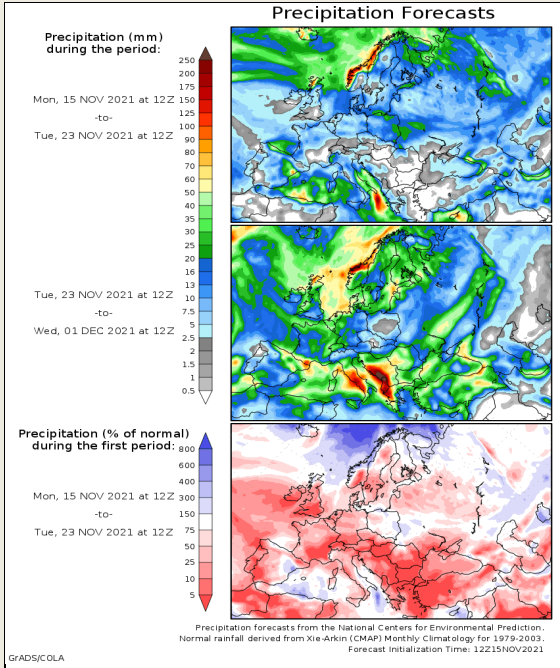 Precipitation Forecasts
Precipitation (mm)
during the period:
Mon, 15 NOV 2021 at 12Z
-to-
Tue, 23 NOV 2021 at 12Z
250
200
175
150
125
100
90
80
70
60
50
40
35
30
25
20
16
13
10
7.5
5
2.5
2
1.5
1
0.5
Tue, 23 NOV 2021 at 12Z
-to-
Wed, 01 DEC 2021 at 12Z
Precipitation (% of normal)
during the first period:
Mon, 15 NOV 2021 at 12Z
-to-
Tue, 23 NOV 2021 at 12Z
800
600
400
300
150
75
50
25
10
5
Precipitation forecasts from the National Centers for Environmental Prediction.
Normal rainfall derived from Xie-Arkin (CMAP) Monthly Climatology for 1979-2003.
Forecast Initialization Time: 12Z15NOV2021
GrADS/COLA